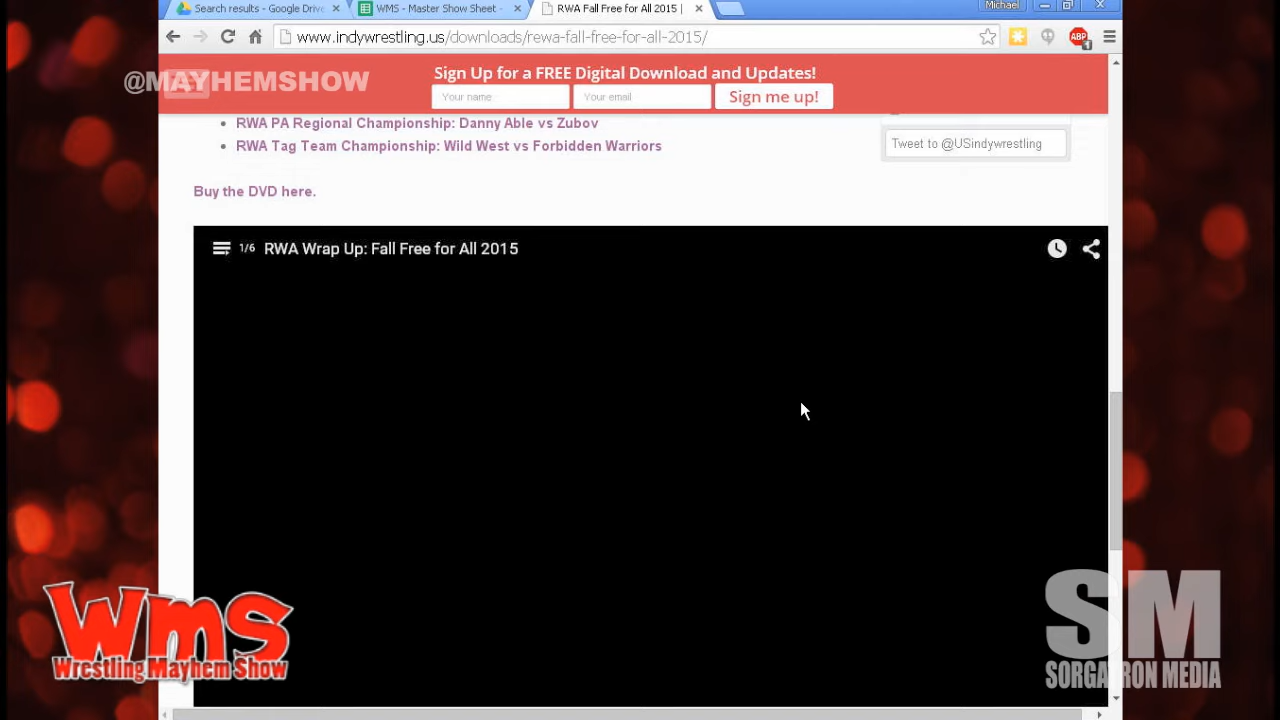 Search results - Google Drive
WMS - Master Show Sheet -
RWA Fall Free for All 2015 |
Michael
www.indywrestling.us/downloads/rewa-fall-free-for-all-2015/
ABP
1
@MAYHEMSHOW
Sign Up for a FREE Digital Download and Updates!
Your name
Your email
Sign me up!
RWA PA Regional Championship: Danny Able vs Zubov
RWA Tag Team Championship: Wild West vs Forbidden Warriors
Tweet to @USindywrestling
Buy the DVD here.
1/6 RWA Wrap Up: Fall Free for All 2015
WMS
Wrestling Mayhem Show
SM
SORGATRON MEDIA